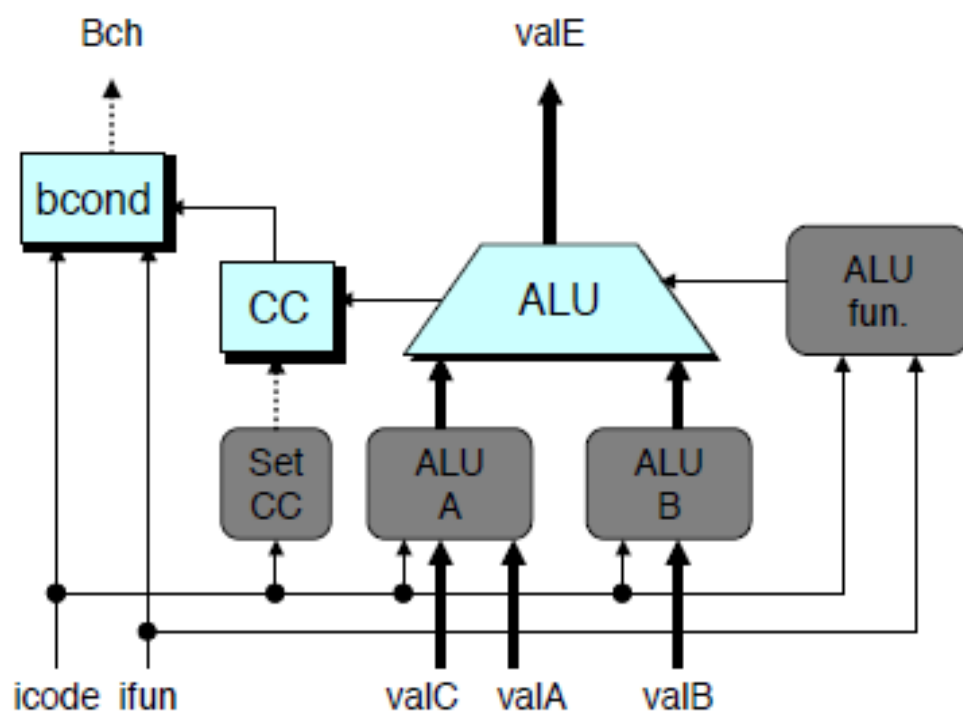 Bch
valE
bcond
CC
ALU
ALU
fun.
Set
CC
ALU
A
ALU
B
icode
ifun
valC
valA
valB